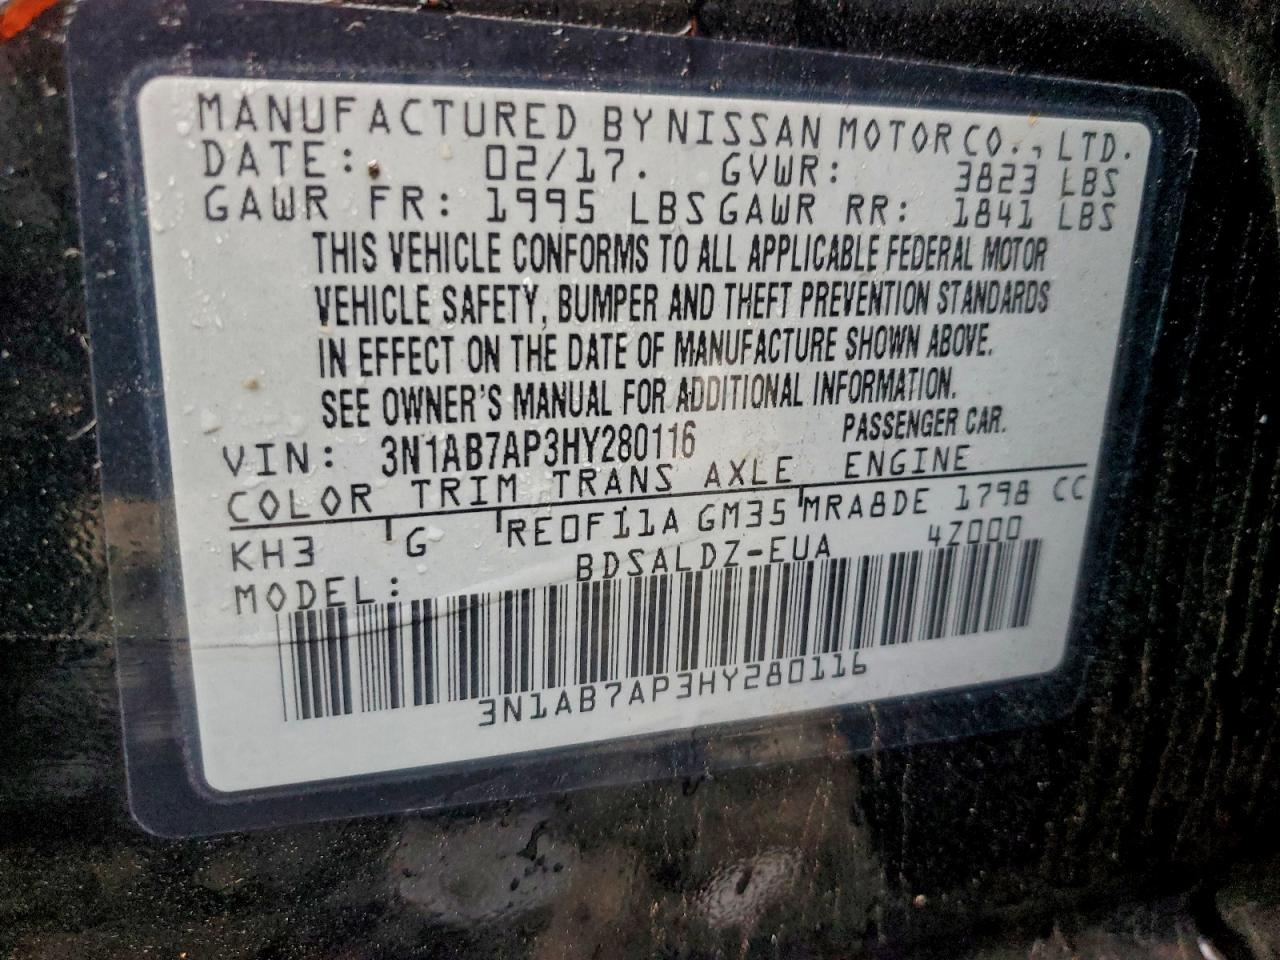 MANUFACTURED BY NISSAN MOTOR CO., LTD.
DATE: 02/17. GVWR: 3823 LBS
GAWR FR: 1995 LBS GAWR RR: 1841 LBS
THIS VEHICLE CONFORMS TO ALL APPLICABLE FEDERAL MOTOR
VEHICLE SAFETY, BUMPER AND THEFT PREVENTION STANDARDS
IN EFFECT ON THE DATE OF MANUFACTURE SHOWN ABOVE.
SEE OWNER'S MANUAL FOR ADDITIONAL INFORMATION.
VIN: 3N1AB7AP3HY280116 PASSENGER CAR.
COLOR TRIM TRANS AXLE ENGINE
KH3 G RE0F11A GM35 MRA8DE 1798 CC
MODEL: BDSALDZ-EUA 4Z000
3N1AB7AP3HY280116